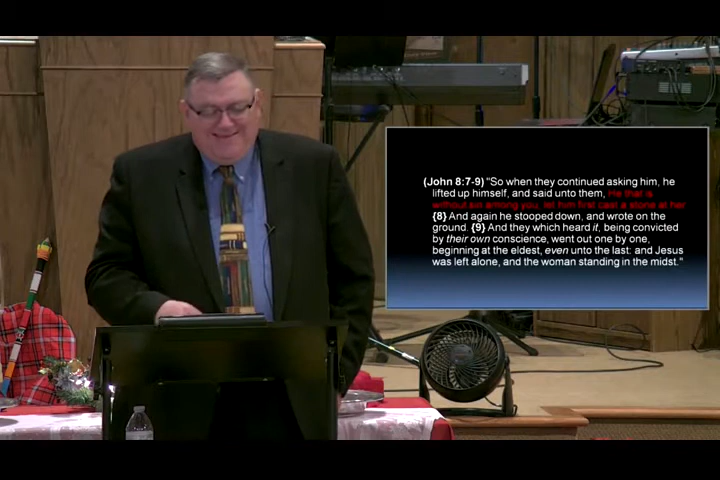 (John 8:7-9) "So when they continued asking him, he
lifted up himself, and said unto them, He that is
without sin among you, let him first cast a stone at her.
{8} And again he stooped down, and wrote on the
ground. {9} And they which heard it, being convicted
by their own conscience, went out one by one,
beginning at the eldest, even unto the last: and Jesus
was left alone, and the woman standing in the midst."